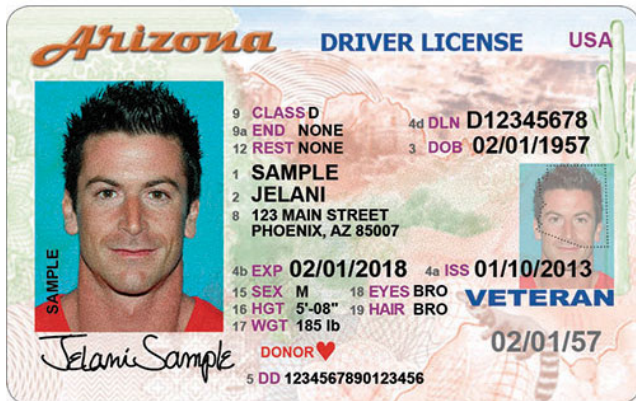 Arizona DRIVER LICENSE USA
9 CLASS D 4d DLN D12345678
9a END NONE 3 DOB 02/01/1957
12 REST NONE
1 SAMPLE
2 JELANI
8 123 MAIN STREET
PHOENIX, AZ 85007
4b EXP 02/01/2018 4a ISS 01/10/2013
15 SEX M 18 EYES BRO VETERAN
16 HGT 5'-08" 19 HAIR BRO
17 WGT 185 lb
SAMPLE
Jelani Sample
DONOR
02/01/57
5 DD 1234567890123456